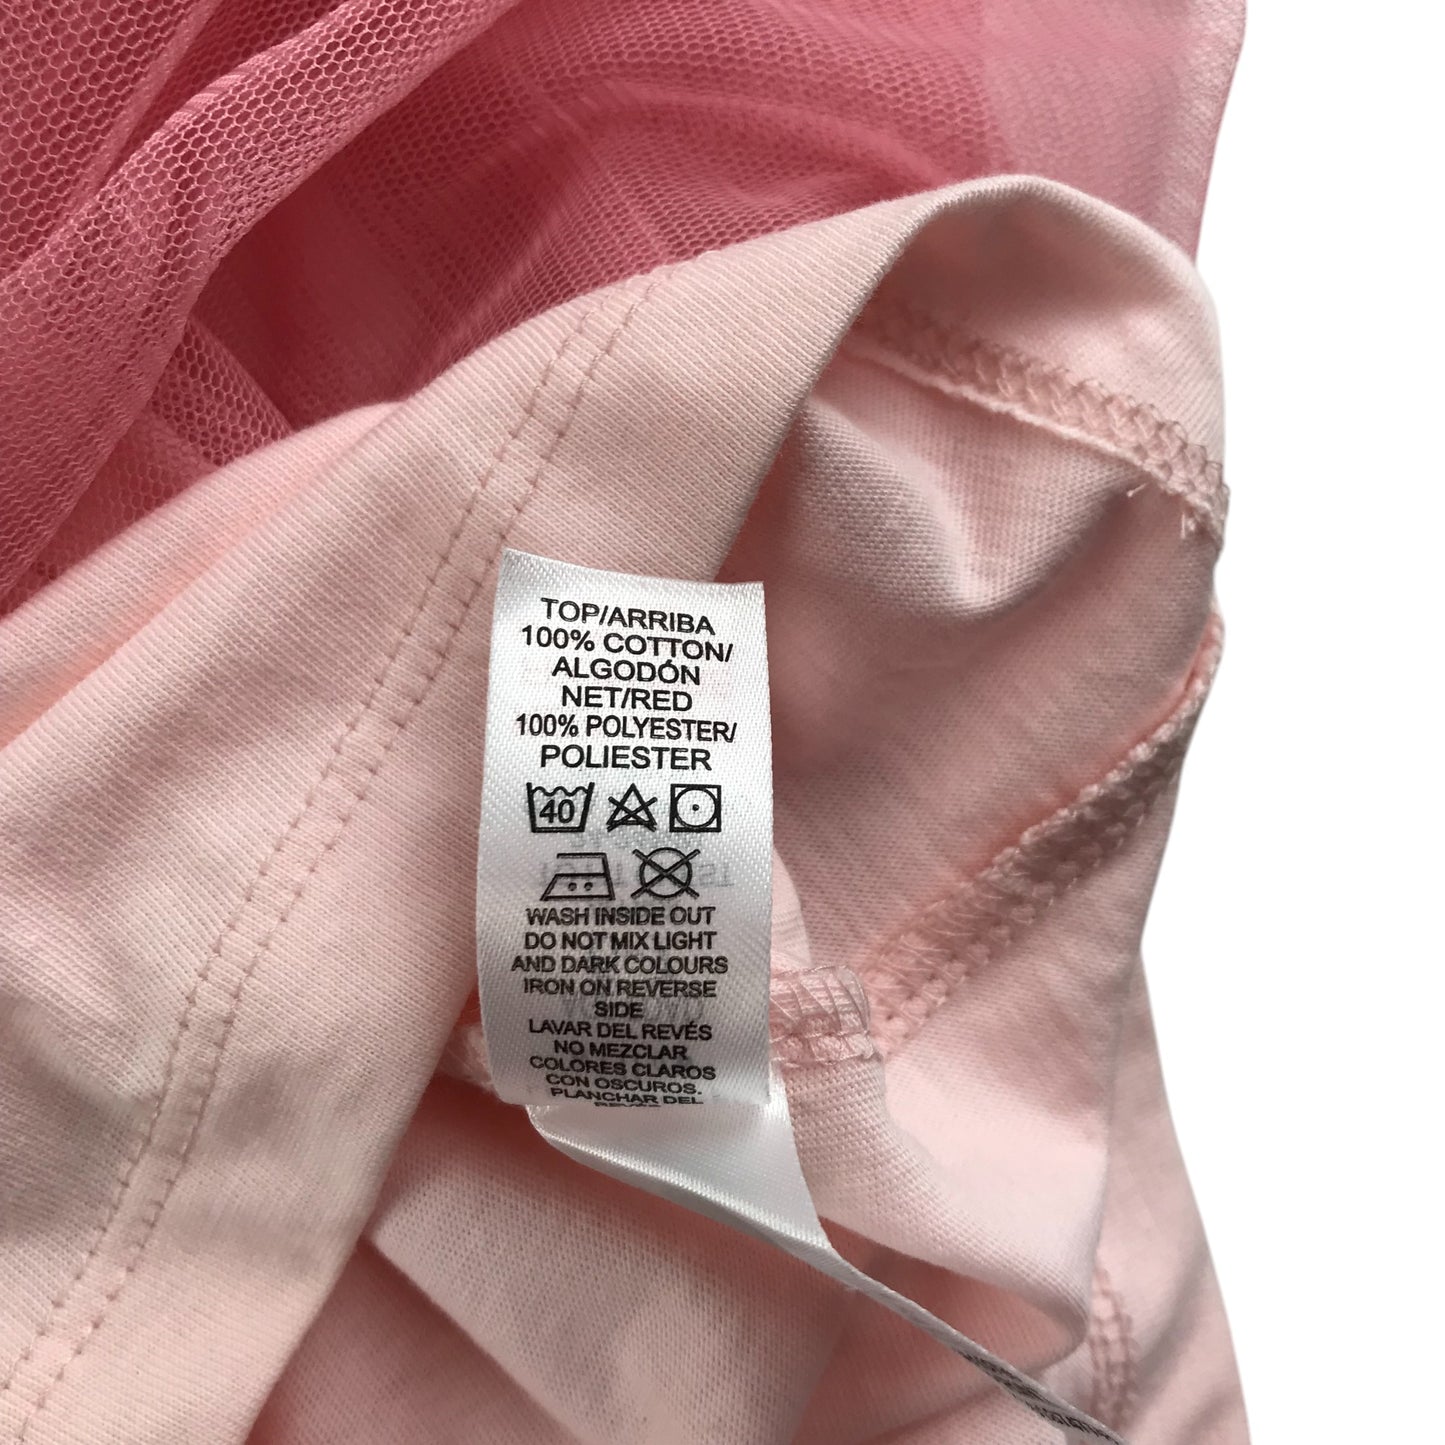 TOP/ARRIBA
100% COTTON/
ALGODÓN
NET/RED
100% POLYESTER/
POLIESTER
40
WASH INSIDE OUT
DO NOT MIX LIGHT
AND DARK COLOURS
IRON ON REVERSE
SIDE
LAVAR DEL REVÉS
NO MEZCLAR
COLORES CLAROS
CON OSCUROS.
PLANCHAR DEL